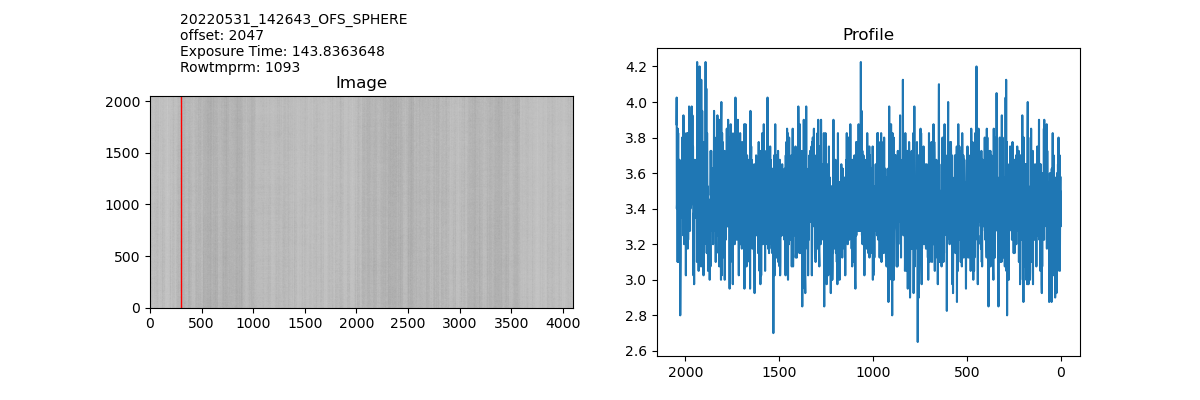 20220531_142643_OFS_SPHERE
offset: 2047
Exposure Time: 143.8363648
Rowtmprm: 1093
Image
2000
1500
1000
500
0
0 500 1000 1500 2000 2500 3000 3500 4000
Profile
4.2
4.0
3.8
3.6
3.4
3.2
3.0
2.8
2.6
2000 1500 1000 500 0